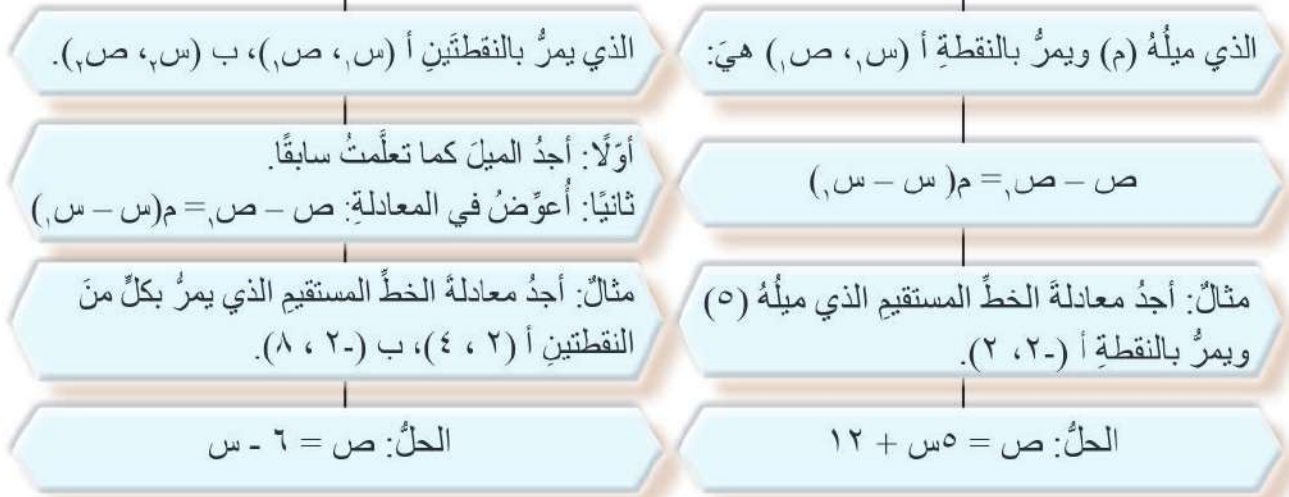 الذي ميلُهُ (م) ويمرُّ بالنقطةِ أ (س١، ص١) هيَ:
ص – ص١ = م( س – س١)
مثالٌ: أجدُ معادلةَ الخطِّ المستقيمِ الذي ميلُهُ (٥)
ويمرُّ بالنقطةِ أ (-٢، ٢).
الحلُّ: ص = ٥س + ١٢
الذي يمرُّ بالنقطتَينِ أ (س١، ص١)، ب (س٢، ص٢).
أوّلًا: أجدُ الميلَ كما تعلَّمتُ سابقًا.
ثانيًا: أُعوِّضُ في المعادلةِ: ص – ص١ = م(س – س١)
مثالٌ: أجدُ معادلةَ الخطِّ المستقيمِ الذي يمرُّ بكلٍّ منَ
النقطتينِ أ (٢ ، ٤)، ب (-٢ ، ٨).
الحلُّ: ص = ٦ - س